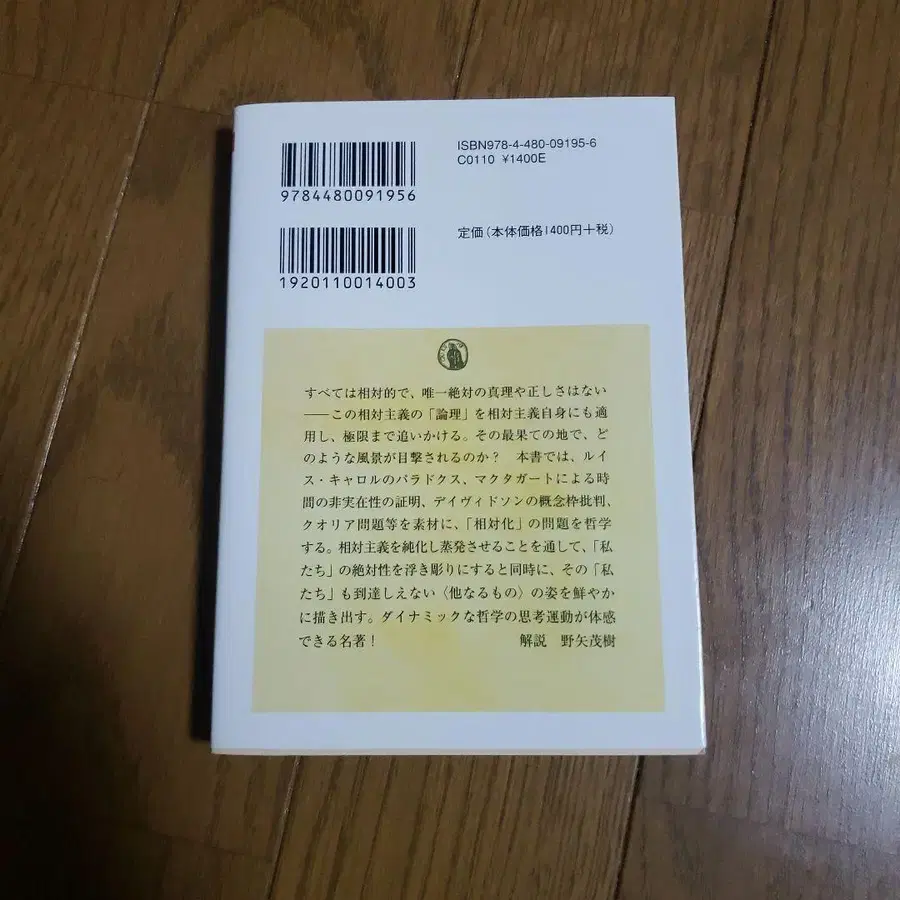 ISBN978-4-480-09195-6
C0110 ¥1400E
9784480091956
定価(本体価格1400円+税)
1920110014003
すべては相対的で、唯一絶対の真理や正しさはない
――この相対主義の「論理」を相対主義自身にも適
用し、極限まで追いかける。その最果ての地で、ど
のような風景が目撃されるのか? 本書では、ルイ
ス・キャロルのパラドクス、マクタガートによる時
間の非実在性の証明、デイヴィドソンの概念枠批判、
クオリア問題等を素材に、「相対化」の問題を哲学
する。相対主義を純化し蒸発させることを通して、「私
たち」の絶対性を浮き彫りにすると同時に、その「私
たち」も到達しえない〈他なるもの〉の姿を鮮やか
に描き出す。ダイナミックな哲学の思考運動が体感
できる名著! 解説 野矢茂樹